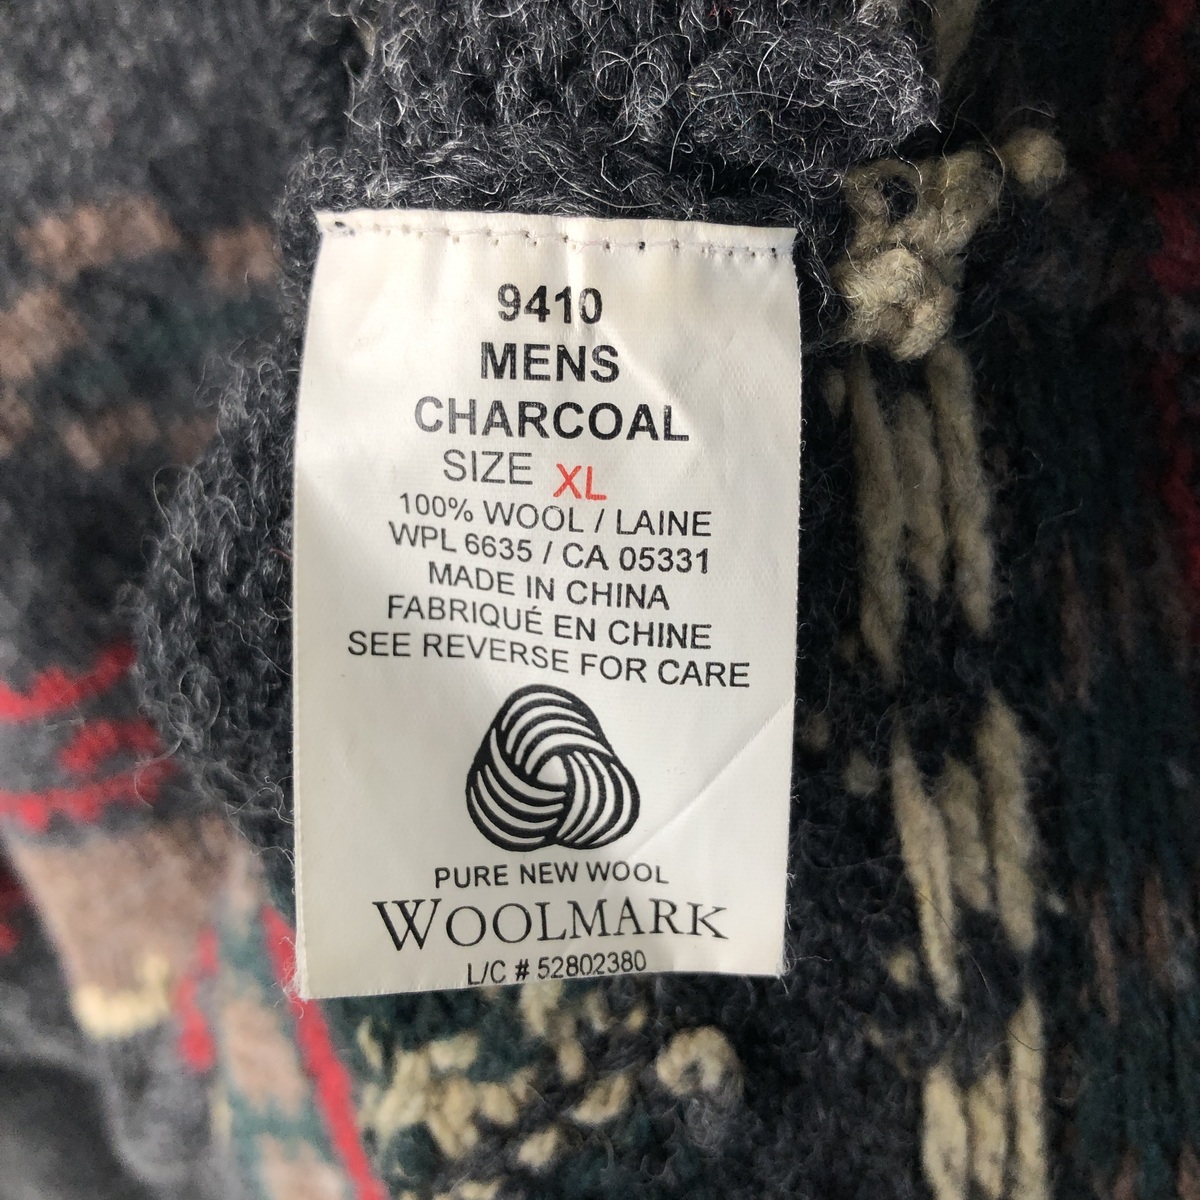 9410
MENS
CHARCOAL
SIZE XL
100% WOOL / LAINE
WPL 6635 / CA 05331
MADE IN CHINA
FABRIQUÉ EN CHINE
SEE REVERSE FOR CARE
PURE NEW WOOL
WOOLMARK
L/C # 52802380